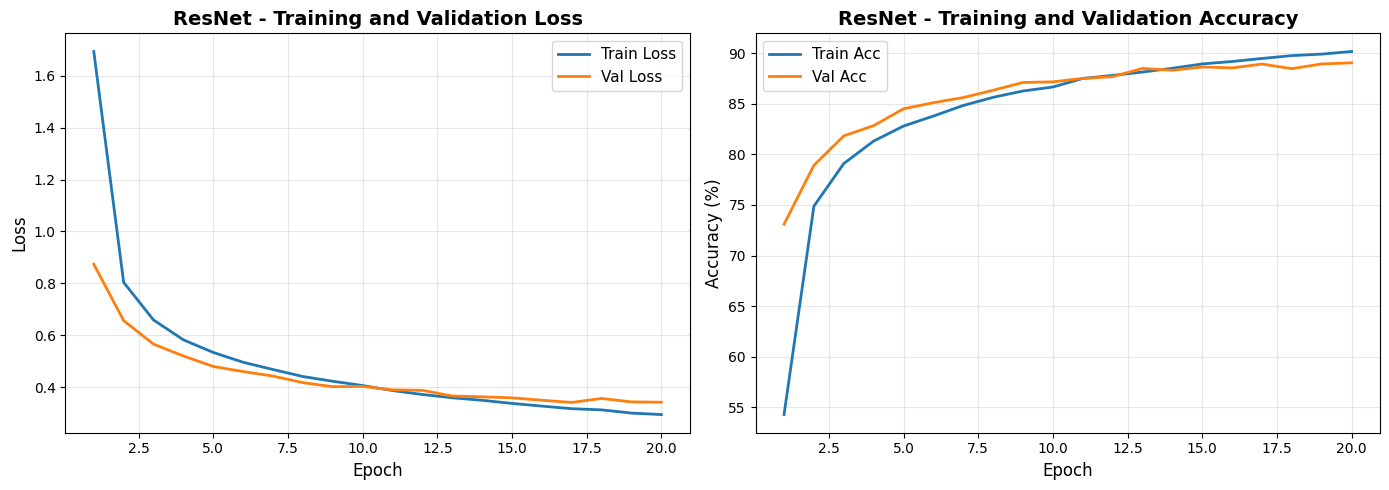 ResNet - Training and Validation Loss
Train Loss
Val Loss
1.6
1.4
1.2
1.0
0.8
0.6
0.4
Loss
2.5 5.0 7.5 10.0 12.5 15.0 17.5 20.0
Epoch
ResNet - Training and Validation Accuracy
Train Acc
Val Acc
90
85
80
75
70
65
60
55
Accuracy (%)
2.5 5.0 7.5 10.0 12.5 15.0 17.5 20.0
Epoch